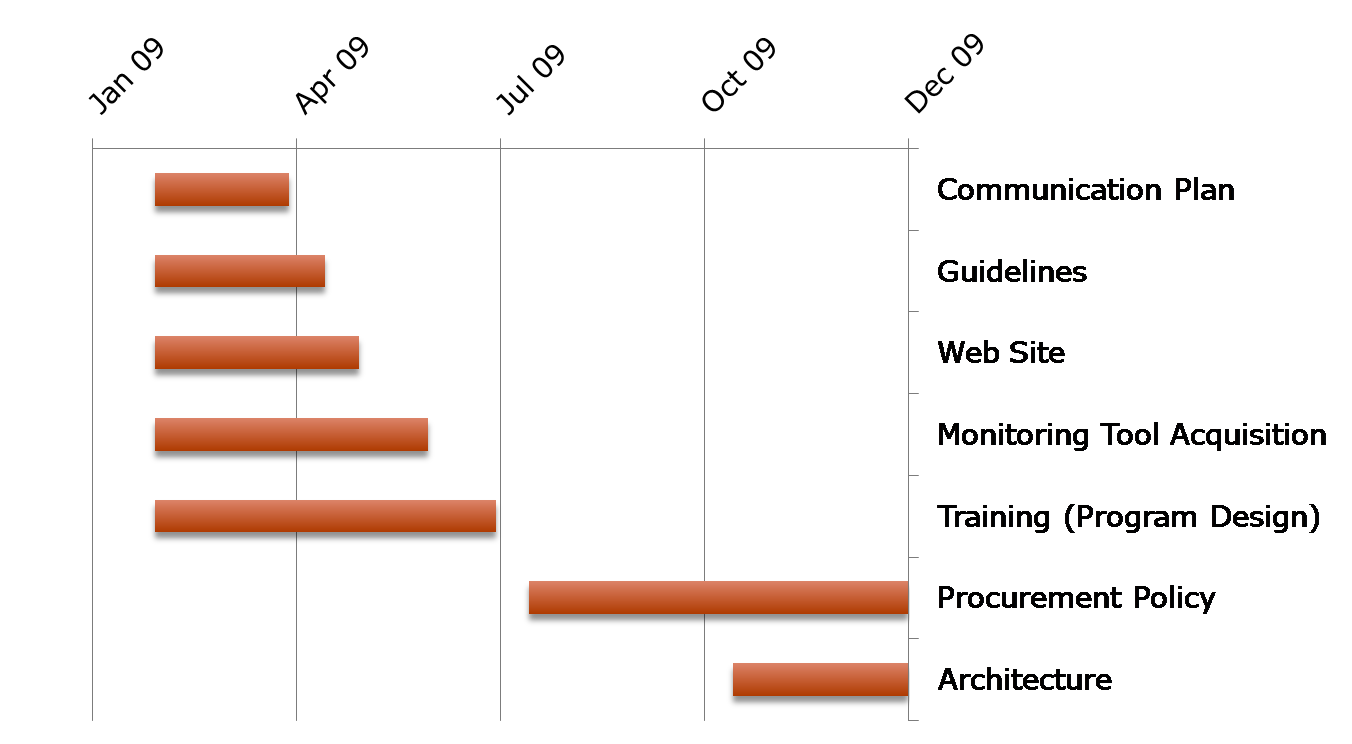 Jan 09
Apr 09
Jul 09
Oct 09
Dec 09
Communication Plan
Guidelines
Web Site
Monitoring Tool Acquisition
Training (Program Design)
Procurement Policy
Architecture